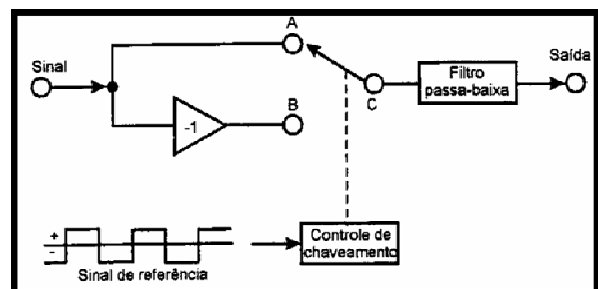 Sinal
A
B
-1
C
Filtro
passa-baixa
Saída
+
-
Sinal de referência
Controle de
chaveamento